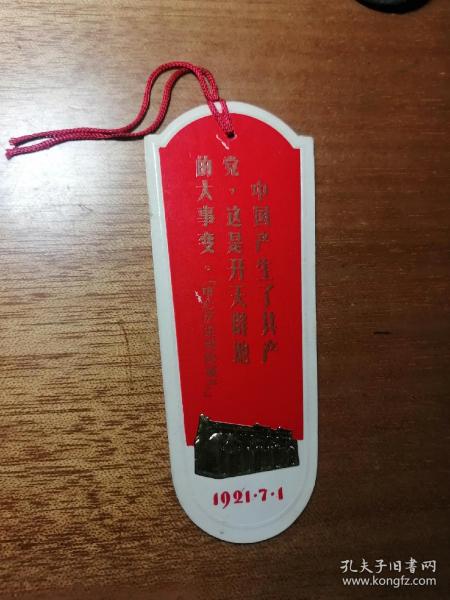 中国产生了共产
党，这是开天辟地
的大事变。
1921·7·1
孔夫子旧书网
www.kongfz.com